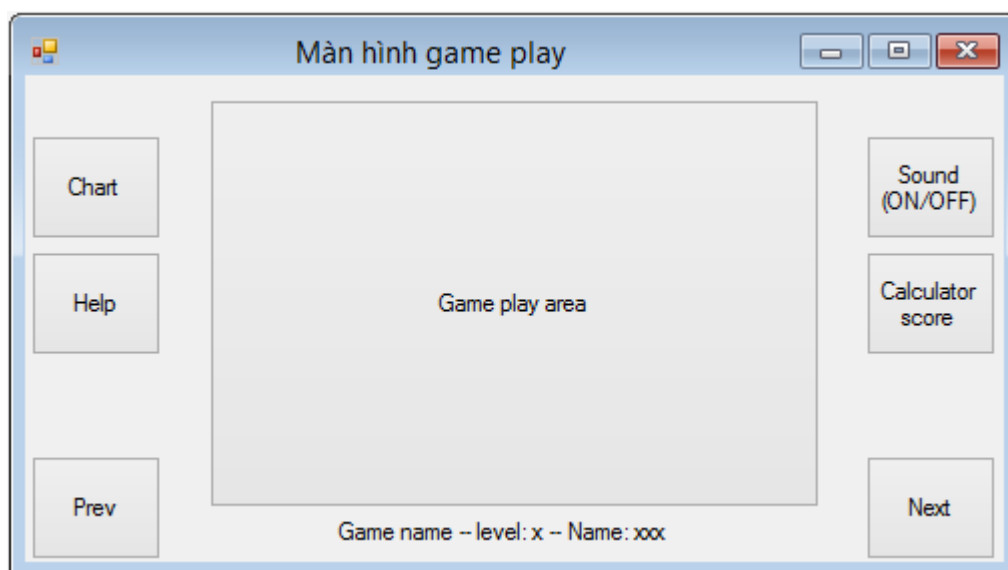 Màn hình game play
Chart
Sound
(ON/OFF)
Help
Game play area
Calculator
score
Prev
Next
Game name -- level: x -- Name: xxx